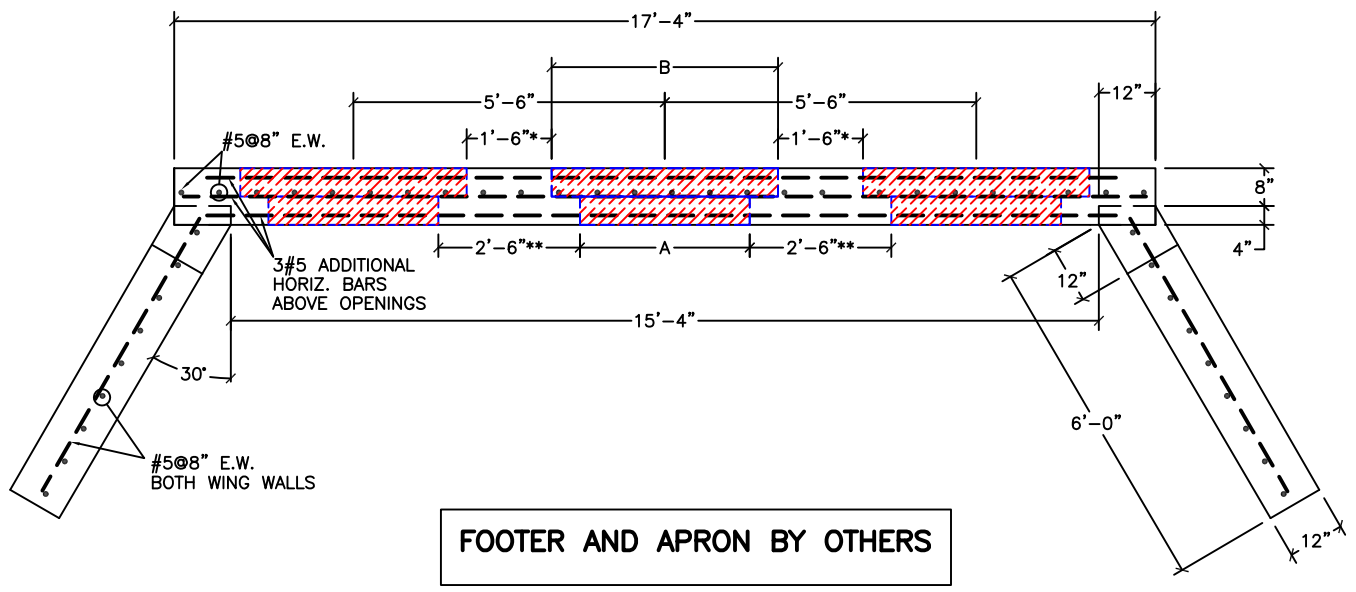 17'-4"
B
5'-6"
5'-6"
12"
#5@8" E.W.
1'-6"*
1'-6"*
8"
2'-6"**
A
2'-6"**
4"
3#5 ADDITIONAL
HORIZ. BARS
ABOVE OPENINGS
12"
15'-4"
30°
6'-0"
#5@8" E.W.
BOTH WING WALLS
FOOTER AND APRON BY OTHERS
12"